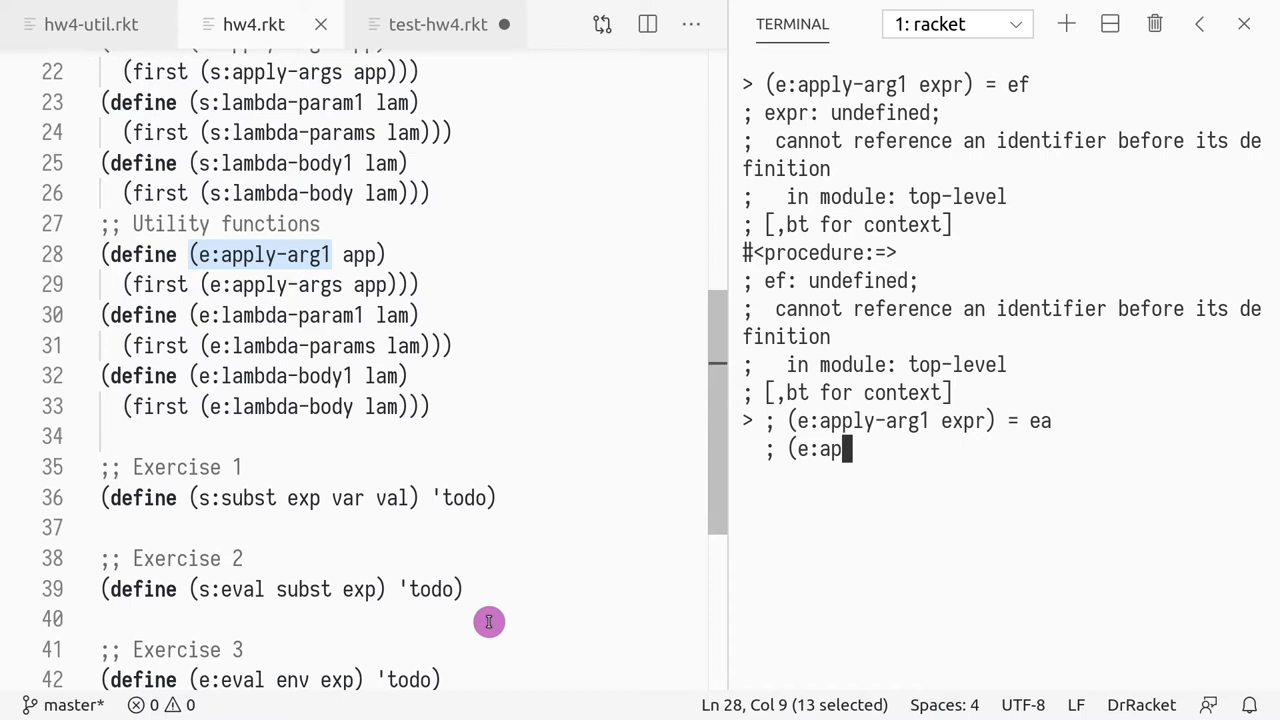 hw4-util.rkt hw4.rkt test-hw4.rkt
TERMINAL 1: racket
22 (first (s:apply-args app)))
23 (define (s:lambda-param1 lam)
24 (first (s:lambda-params lam)))
25 (define (s:lambda-body1 lam)
26 (first (s:lambda-body lam)))
27 ;; Utility functions
28 (define (e:apply-arg1 app)
29 (first (e:apply-args app)))
30 (define (e:lambda-param1 lam)
31 (first (e:lambda-params lam)))
32 (define (e:lambda-body1 lam)
33 (first (e:lambda-body lam)))
34
35 ;; Exercise 1
36 (define (s:subst exp var val) 'todo)
37
38 ;; Exercise 2
39 (define (s:eval subst exp) 'todo)
40
41 ;; Exercise 3
42 (define (e:eval env exp) 'todo)
> (e:apply-arg1 expr) = ef
; expr: undefined;
;  cannot reference an identifier before its de
finition
;   in module: top-level
; [,bt for context]
#<procedure:=>
; ef: undefined;
;  cannot reference an identifier before its de
finition
;   in module: top-level
; [,bt for context]
> ; (e:apply-arg1 expr) = ea
; (e:ap
master* 0 0 Ln 28, Col 9 (13 selected) Spaces: 4 UTF-8 LF DrRacket